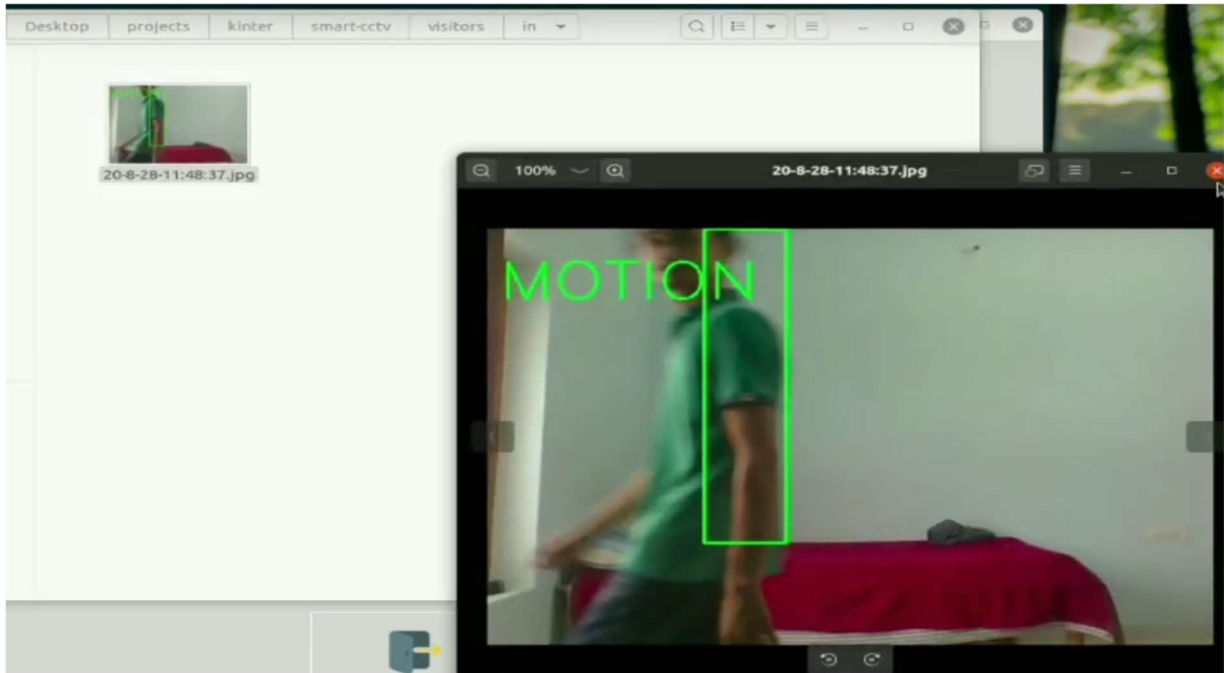 Desktop projects kinter smart-cctv visitors in
20-8-28-11:48:37.jpg
100% 20-8-28-11:48:37.jpg
MOTION